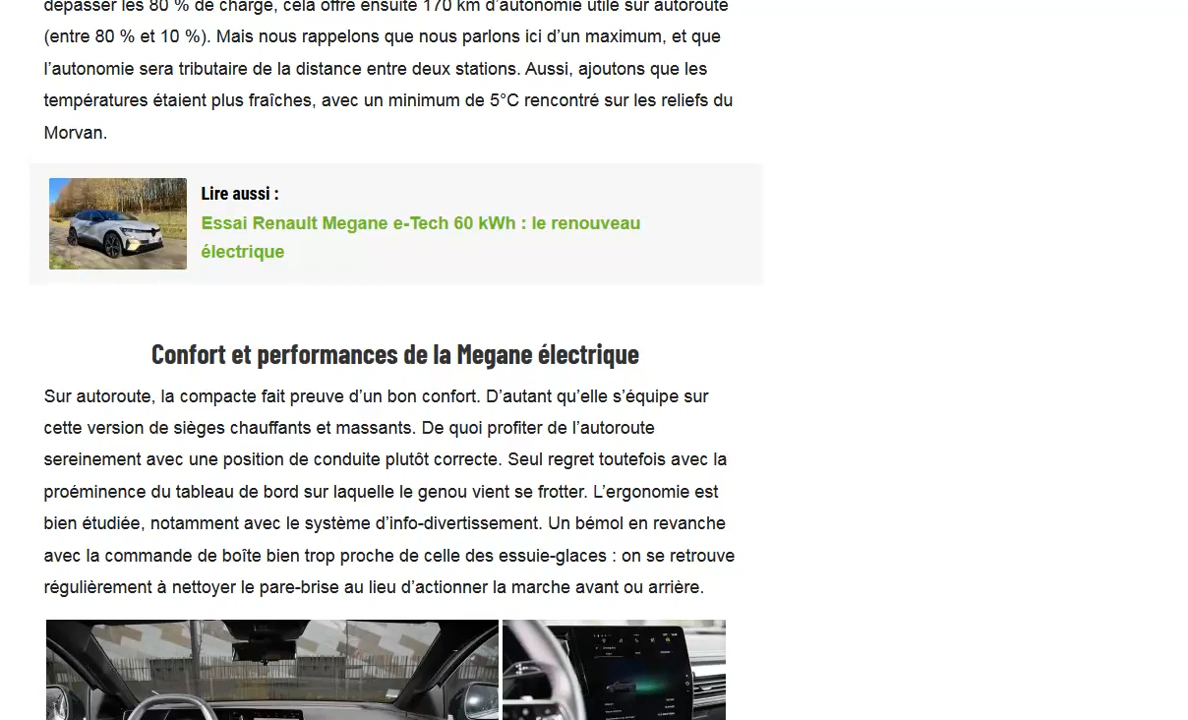 dépasser les 80 % de charge, cela offre ensuite 170 km d’autonomie utile sur autoroute
(entre 80 % et 10 %). Mais nous rappelons que nous parlons ici d’un maximum, et que
l’autonomie sera tributaire de la distance entre deux stations. Aussi, ajoutons que les
températures étaient plus fraîches, avec un minimum de 5°C rencontré sur les reliefs du
Morvan.
Lire aussi :
Essai Renault Megane e-Tech 60 kWh : le renouveau
électrique
Confort et performances de la Megane électrique
Sur autoroute, la compacte fait preuve d’un bon confort. D’autant qu’elle s’équipe sur
cette version de sièges chauffants et massants. De quoi profiter de l’autoroute
sereinement avec une position de conduite plutôt correcte. Seul regret toutefois avec la
proéminence du tableau de bord sur laquelle le genou vient se frotter. L’ergonomie est
bien étudiée, notamment avec le système d’info-divertissement. Un bémol en revanche
avec la commande de boîte bien trop proche de celle des essuie-glaces : on se retrouve
régulièrement à nettoyer le pare-brise au lieu d’actionner la marche avant ou arrière.